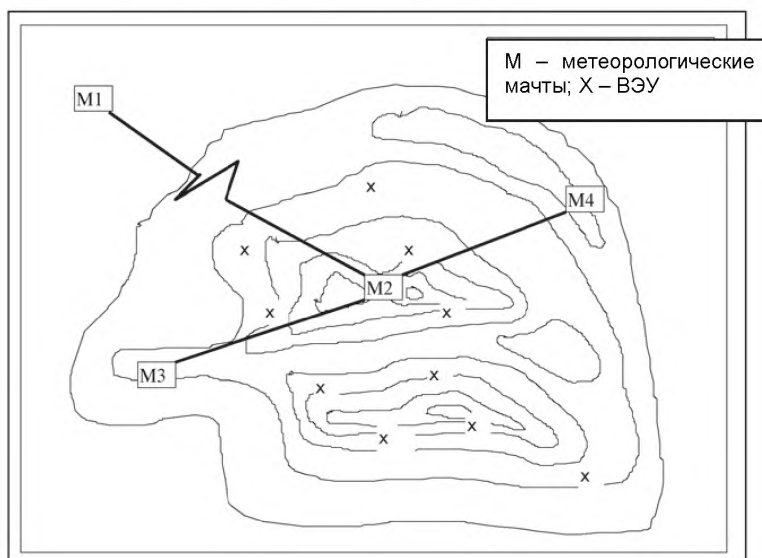 М – метеорологические
мачты; Х – ВЭУ
M1
x
M4
x
x
M2
x
x
M3
x
x
x
x
x